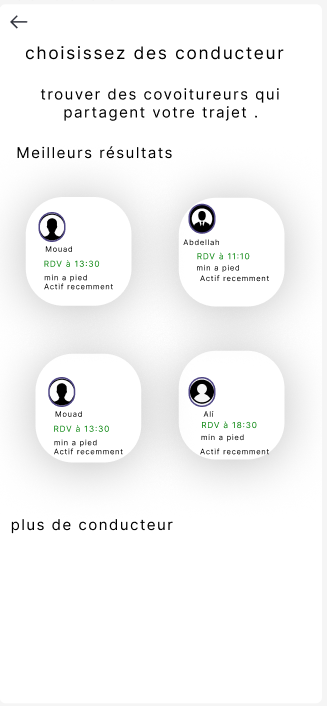 choisissez des conducteur
trouver des covoitureurs qui
partagent votre trajet .
Meilleurs résultats
Mouad
RDV à 13:30
min a pied
Actif recemment
Abdellah
RDV à 11:10
min a pied
Actif recemment
Mouad
RDV à 13:30
min a pied
Actif recemment
Ali
RDV à 18:30
min a pied
Actif recemment
plus de conducteur